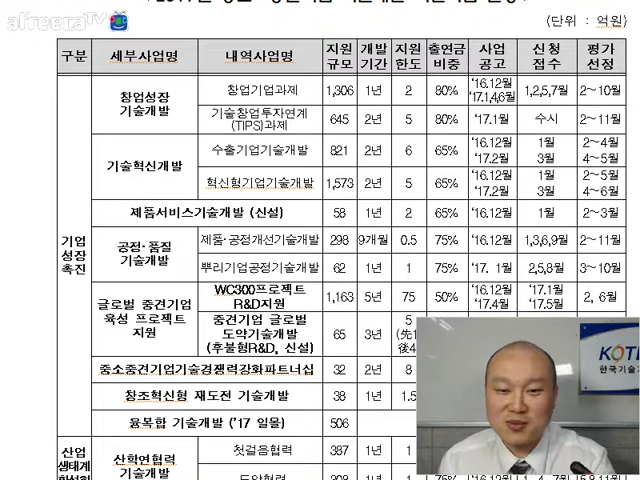 afreecaTV
(단위 : 억원)
구분 세부사업명 내역사업명 지원규모 개발기간 지원한도 출연금비중 사업공고 신청접수 평가선정
기업성장촉진
창업성장 기술개발 창업기업과제 1,306 1년 2 80% '16.12월 '17.1,4,6월 1,2,5,7월 2~10월
기술창업투자연계(TIPS)과제 645 2년 5 80% '17.1월 수시 2~11월
기술혁신개발 수출기업기술개발 821 2년 6 65% '16.12월 '17.2월 1월 3월 2~4월 4~5월
혁신형기업기술개발 1,573 2년 5 65% '16.12월 '17.2월 1월 3월 2~5월 4~6월
제품서비스기술개발 (신설) 58 1년 2 65% '16.12월 1월 2~3월
공정·품질 기술개발 제품·공정개선기술개발 298 9개월 0.5 75% '16.12월 1,3,6,9월 2~11월
뿌리기업공정기술개발 62 1년 1 75% '17. 1월 2,5,8월 3~10월
글로벌 중견기업 육성 프로젝트 지원 WC300프로젝트 R&D지원 1,163 5년 75 50% '16.12월 '17.4월 '17.1월 '17.5월 2, 6월
중견기업 글로벌 도약기술개발 (후불형R&D, 신설) 65 3년 5
중소중견기업기술경쟁력강화파트너십 32 2년 8
창조혁신형 재도전 기술개발 38 1년 1.5
융복합 기술개발 ('17 일몰) 506
산업생태계
산학연협력 기술개발 첫걸음협력 387 1년 1
도약협력
한국기술